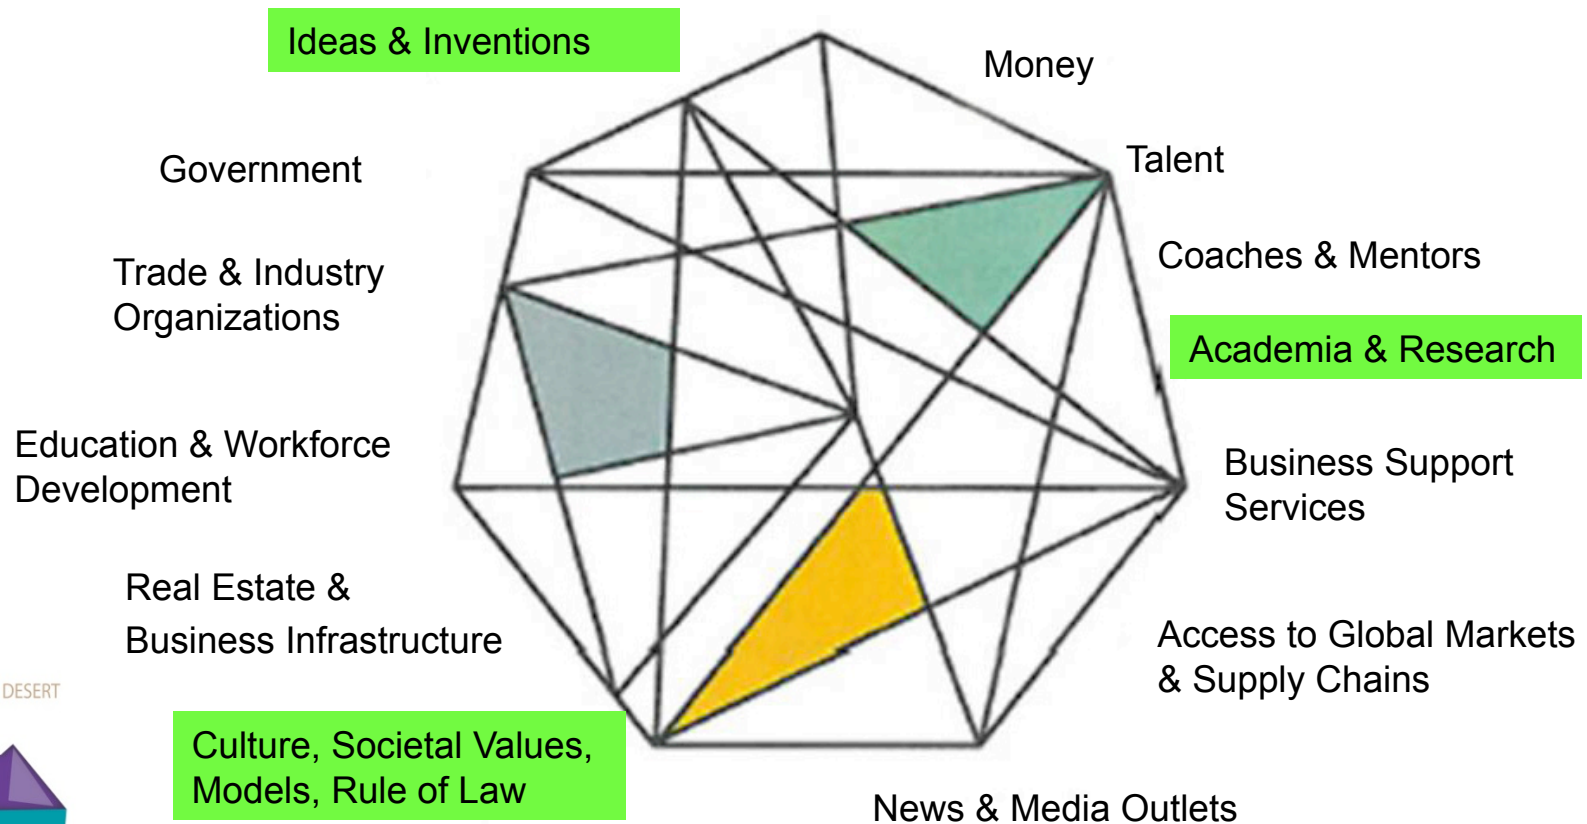 Ideas & Inventions
Money
Government
Talent
Trade & Industry
Organizations
Coaches & Mentors
Academia & Research
Education & Workforce
Development
Business Support
Services
Real Estate &
Business Infrastructure
Access to Global Markets
& Supply Chains
DESERT
Culture, Societal Values,
Models, Rule of Law
News & Media Outlets